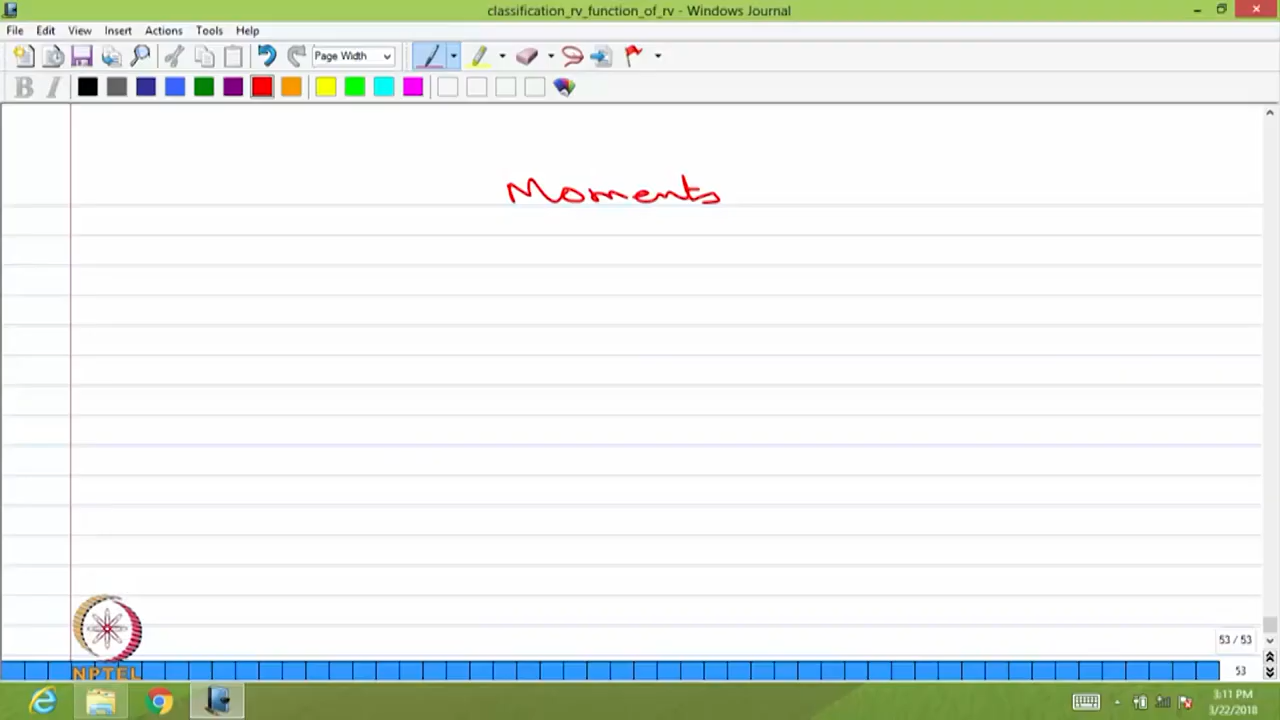 classification_rv_function_of_rv - Windows Journal
File Edit View Insert Actions Tools Help
Page Width
B I
Moments
53 / 53
NPTEL
53
3:11 PM
3/22/2018